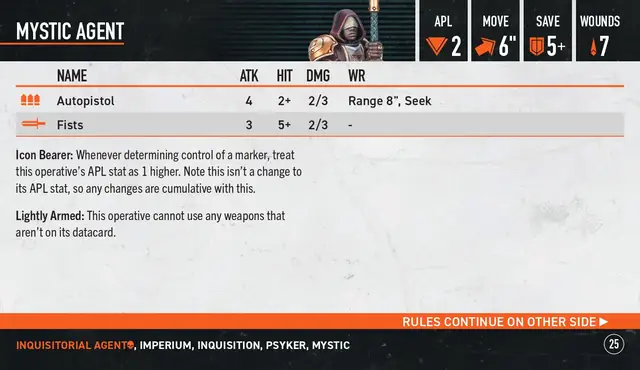 MYSTIC AGENT
APL MOVE SAVE WOUNDS
2 6" 5+ 7
NAME ATK HIT DMG WR
Autopistol 4 2+ 2/3 Range 8", Seek
Fists 3 5+ 2/3 -
Icon Bearer: Whenever determining control of a marker, treat
this operative's APL stat as 1 higher. Note this isn't a change to
its APL stat, so any changes are cumulative with this.
Lightly Armed: This operative cannot use any weapons that
aren't on its datacard.
RULES CONTINUE ON OTHER SIDE
INQUISITORIAL AGENT, IMPERIUM, INQUISITION, PSYKER, MYSTIC
25